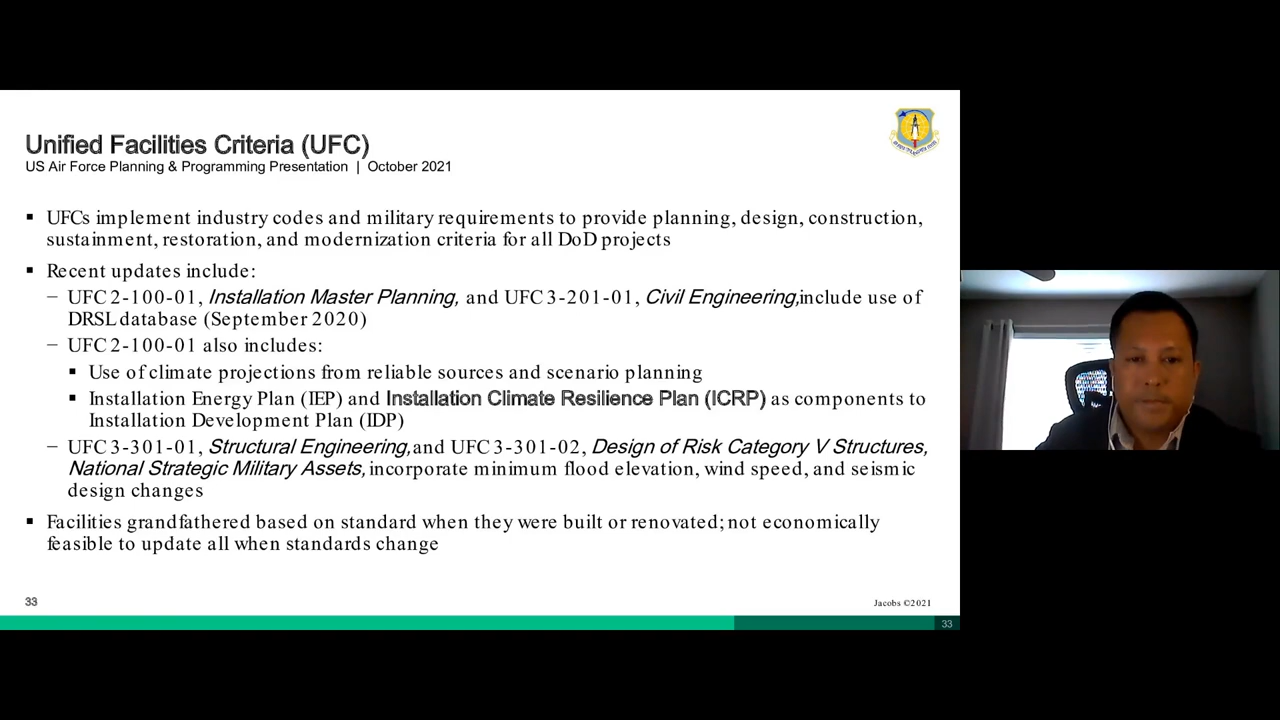 Unified Facilities Criteria (UFC)
US Air Force Planning & Programming Presentation | October 2021
▪ UFCs implement industry codes and military requirements to provide planning, design, construction,
sustainment, restoration, and modernization criteria for all DoD projects
▪ Recent updates include:
− UFC 2-100-01, Installation Master Planning, and UFC 3-201-01, Civil Engineering, include use of
DRSL database (September 2020)
− UFC 2-100-01 also includes:
▪ Use of climate projections from reliable sources and scenario planning
▪ Installation Energy Plan (IEP) and Installation Climate Resilience Plan (ICRP) as components to
Installation Development Plan (IDP)
− UFC 3-301-01, Structural Engineering, and UFC 3-301-02, Design of Risk Category V Structures,
National Strategic Military Assets, incorporate minimum flood elevation, wind speed, and seismic
design changes
▪ Facilities grandfathered based on standard when they were built or renovated; not economically
feasible to update all when standards change
33
Jacobs ©2021
33